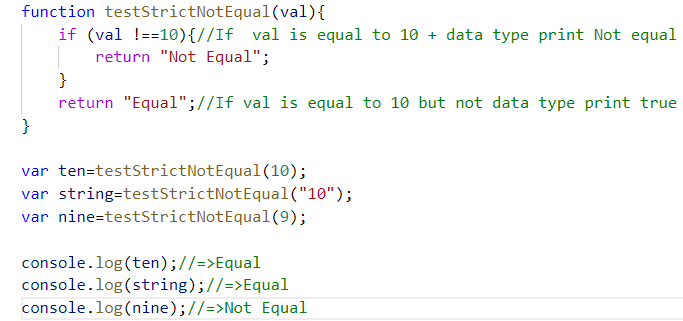 function testStrictNotEqual(val){
    if (val !==10){//If  val is equal to 10 + data type print Not equal
        return "Not Equal";
    }
    return "Equal";//If val is equal to 10 but not data type print true
}

var ten=testStrictNotEqual(10);
var string=testStrictNotEqual("10");
var nine=testStrictNotEqual(9);

console.log(ten);//=>Equal
console.log(string);//=>Equal
console.log(nine);//=>Not Equal